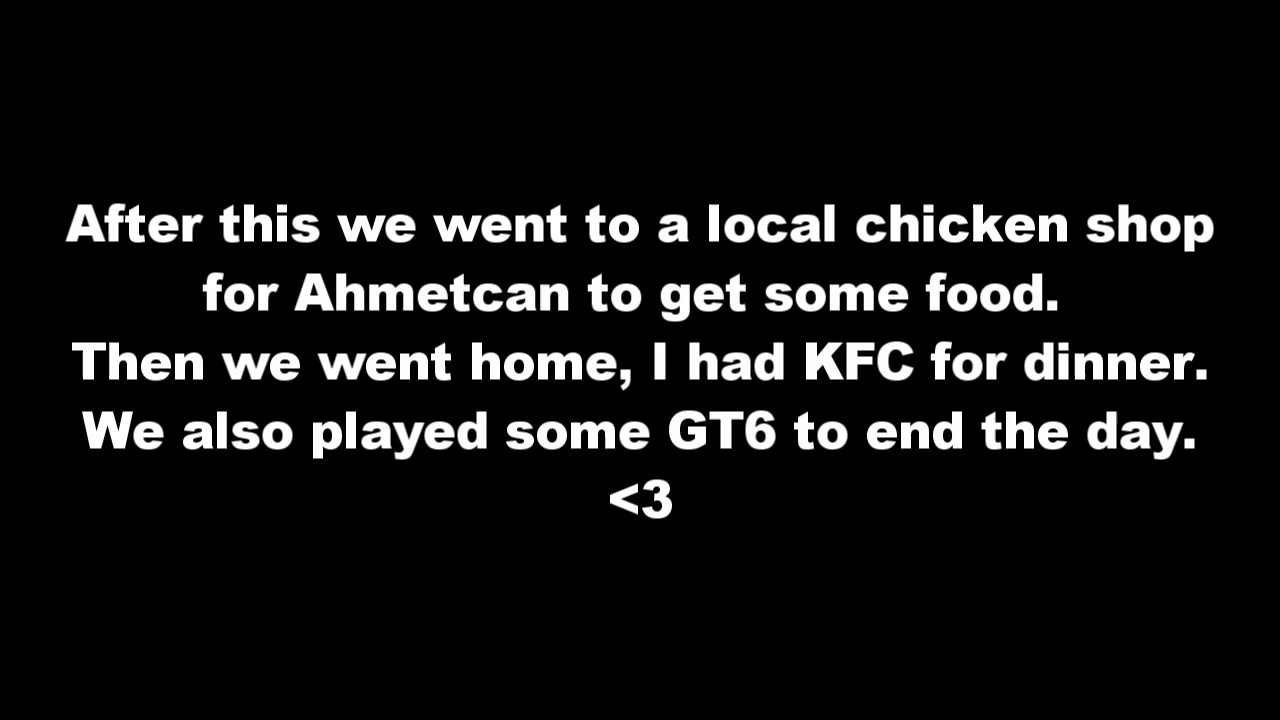 After this we went to a local chicken shop
for Ahmetcan to get some food.
Then we went home, I had KFC for dinner.
We also played some GT6 to end the day.
<3